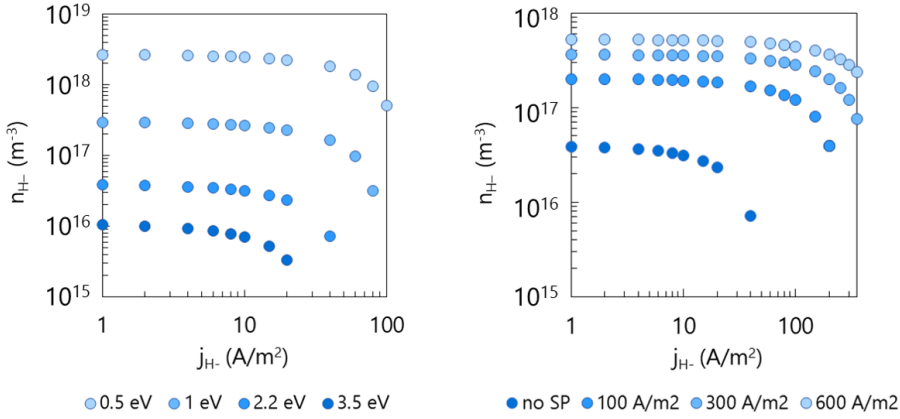 10¹⁹
10¹⁸
10¹⁷
10¹⁶
10¹⁵
n_H− (m⁻³)
1 10 100
j_H- (A/m²)
0.5 eV 1 eV 2.2 eV 3.5 eV
10¹⁸
10¹⁷
10¹⁶
10¹⁵
n_H− (m⁻³)
1 10 100
j_H- (A/m²)
no SP 100 A/m2 300 A/m2 600 A/m2